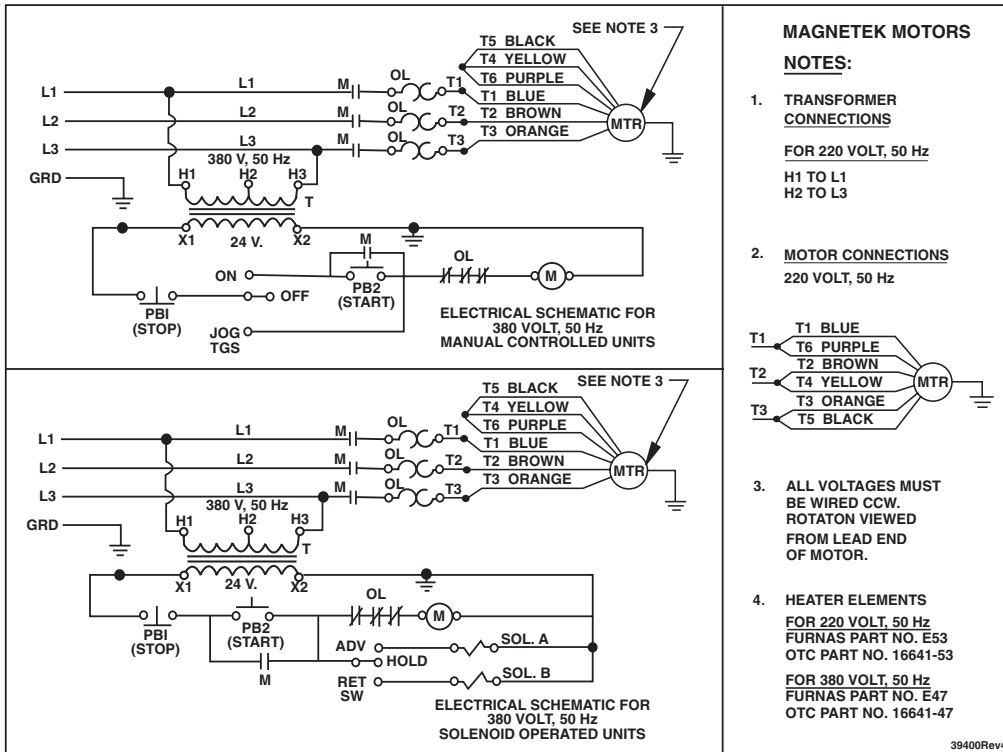 SEE NOTE 3
T5 BLACK
T4 YELLOW
T6 PURPLE
T1 BLUE
T2 BROWN
T3 ORANGE
MTR
L1 L1 M OL T1
L2 L2 M OL T2
L3 L3 M OL T3
380 V, 50 Hz
GRD
H1 H2 H3
T
X1 24 V. X2
M
OL
ON
PB2
(START)
M
OFF
PBI
(STOP)
JOG
TGS
ELECTRICAL SCHEMATIC FOR
380 VOLT, 50 Hz
MANUAL CONTROLLED UNITS
SEE NOTE 3
T5 BLACK
T4 YELLOW
T6 PURPLE
T1 BLUE
T2 BROWN
T3 ORANGE
MTR
L1 L1 M OL T1
L2 L2 M OL T2
L3 L3 M OL T3
380 V, 50 Hz
GRD
H1 H2 H3
T
X1 24 V. X2
OL
M
PBI
(STOP)
PB2
(START)
M
ADV SOL. A
HOLD
RET SOL. B
SW
ELECTRICAL SCHEMATIC FOR
380 VOLT, 50 Hz
SOLENOID OPERATED UNITS
MAGNETEK MOTORS
NOTES:
1. TRANSFORMER
CONNECTIONS
FOR 220 VOLT, 50 Hz
H1 TO L1
H2 TO L3
2. MOTOR CONNECTIONS
220 VOLT, 50 Hz
T1 T1 BLUE
T6 PURPLE
T2 T2 BROWN
T4 YELLOW
MTR
T3 T3 ORANGE
T5 BLACK
3. ALL VOLTAGES MUST
BE WIRED CCW.
ROTATON VIEWED
FROM LEAD END
OF MOTOR.
4. HEATER ELEMENTS
FOR 220 VOLT, 50 Hz
FURNAS PART NO. E53
OTC PART NO. 16641-53
FOR 380 VOLT, 50 Hz
FURNAS PART NO. E47
OTC PART NO. 16641-47